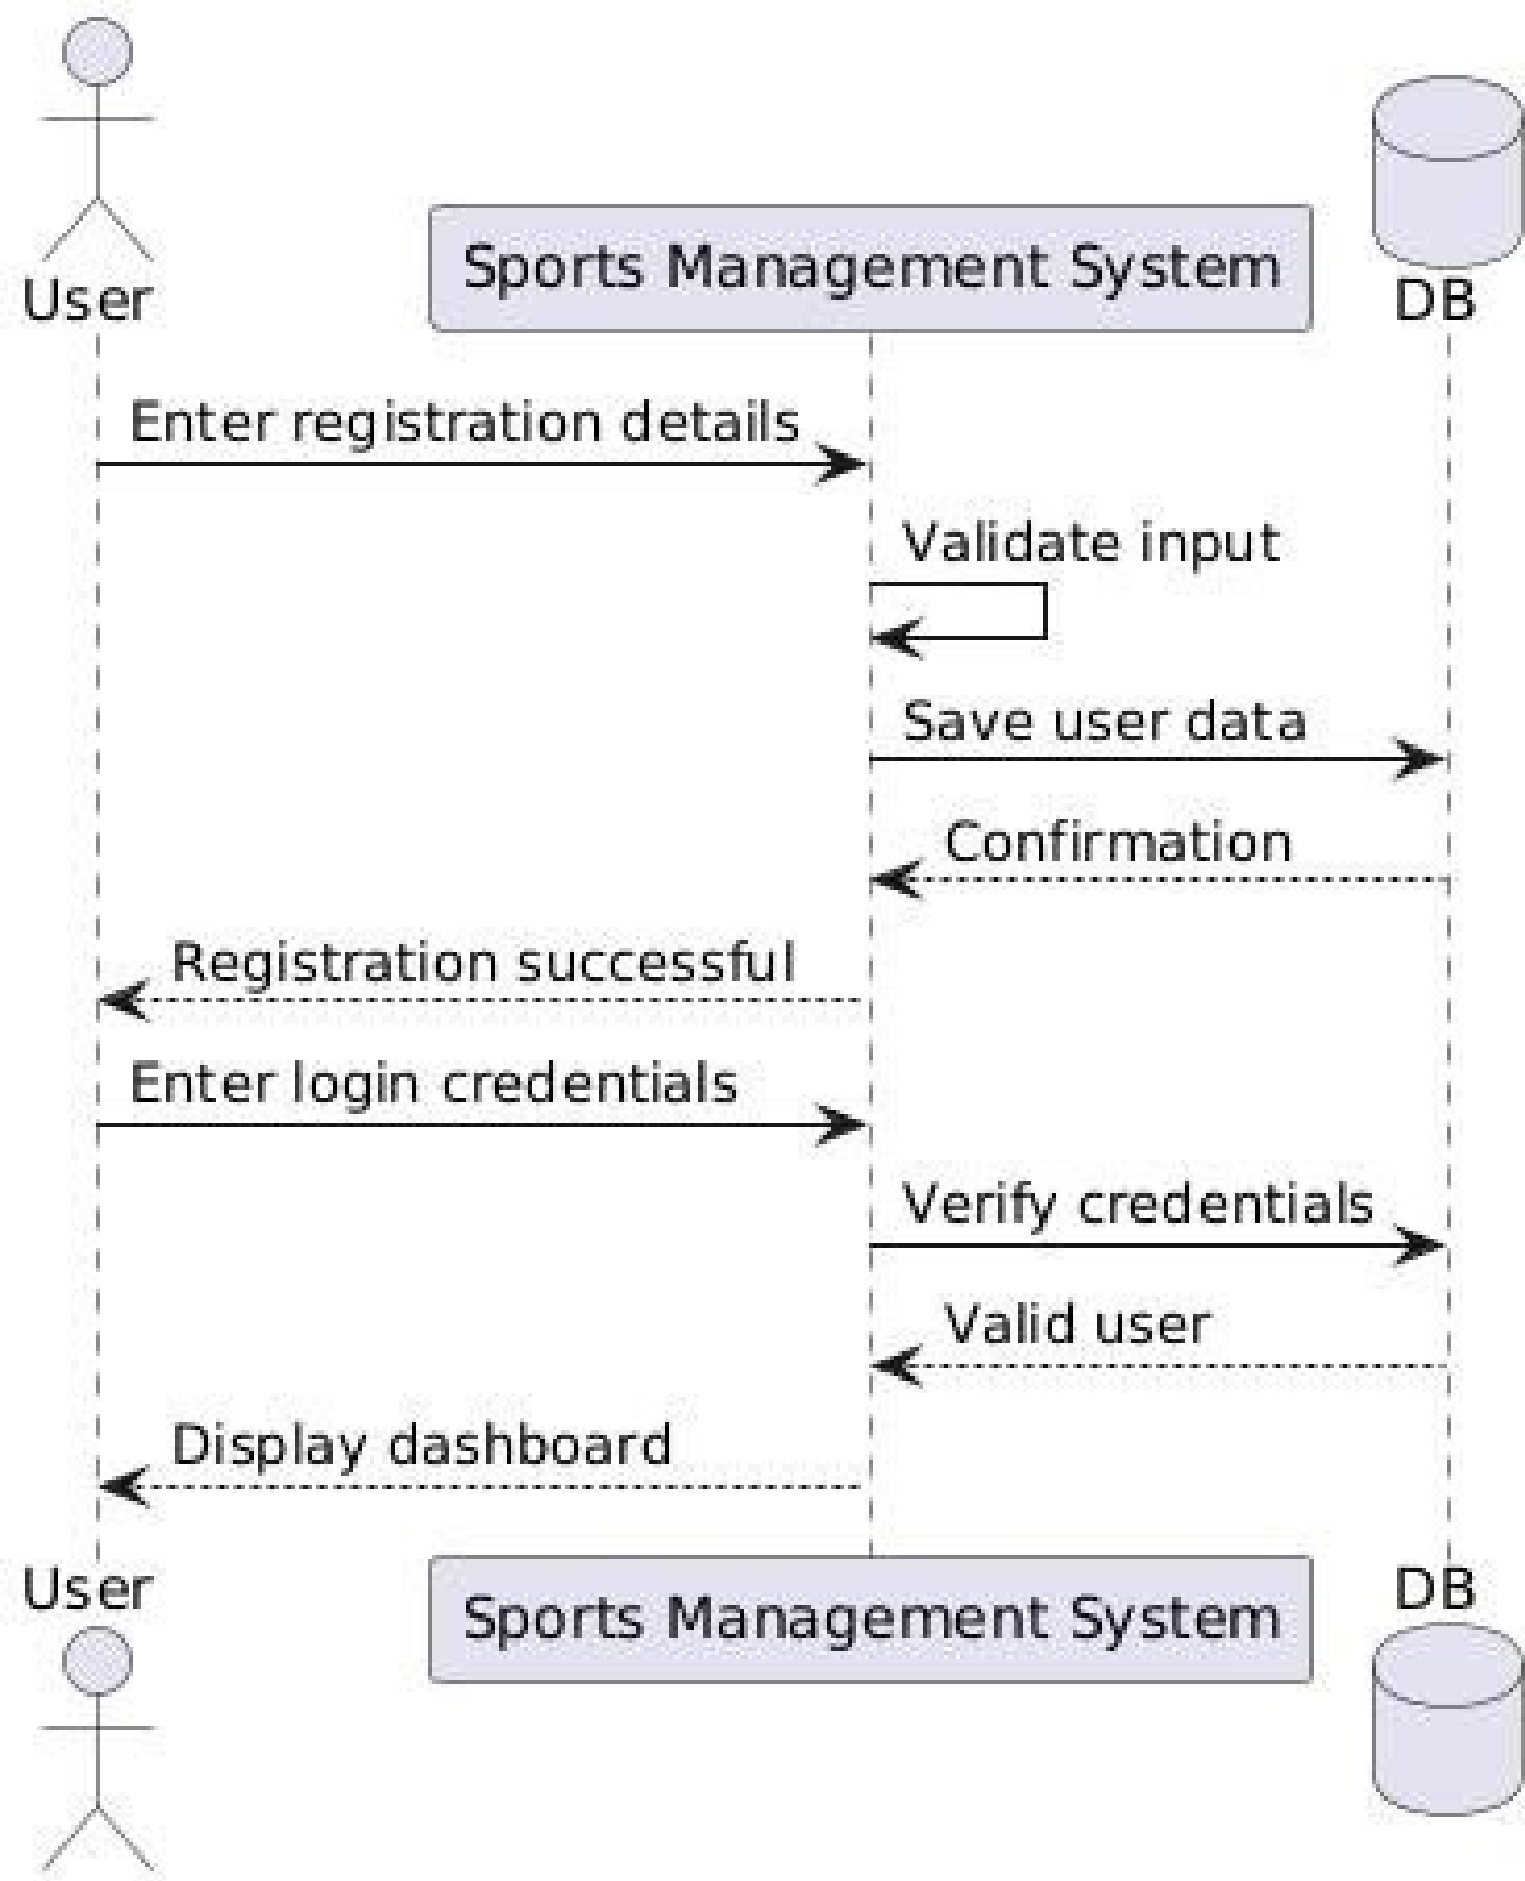 User
Sports Management System
DB
Enter registration details
Validate input
Save user data
Confirmation
Registration successful
Enter login credentials
Verify credentials
Valid user
Display dashboard
User
Sports Management System
DB